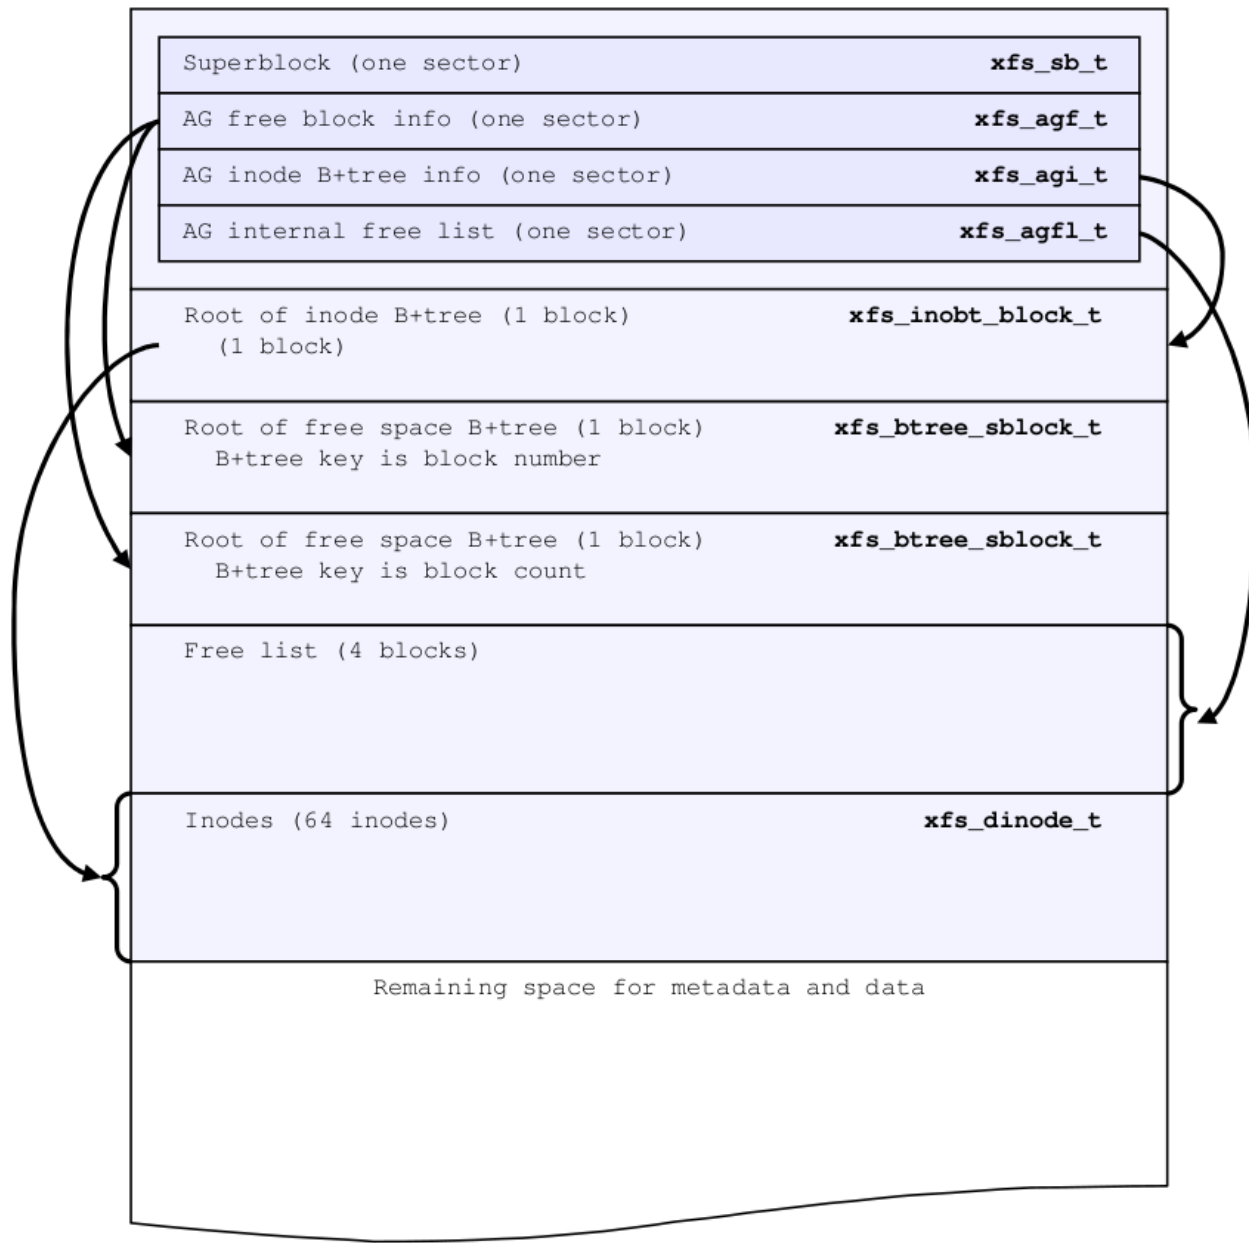 Superblock (one sector) xfs_sb_t
AG free block info (one sector) xfs_agf_t
AG inode B+tree info (one sector) xfs_agi_t
AG internal free list (one sector) xfs_agfl_t
Root of inode B+tree (1 block) xfs_inobt_block_t
(1 block)
Root of free space B+tree (1 block) xfs_btree_sblock_t
B+tree key is block number
Root of free space B+tree (1 block) xfs_btree_sblock_t
B+tree key is block count
Free list (4 blocks)
Inodes (64 inodes) xfs_dinode_t
Remaining space for metadata and data